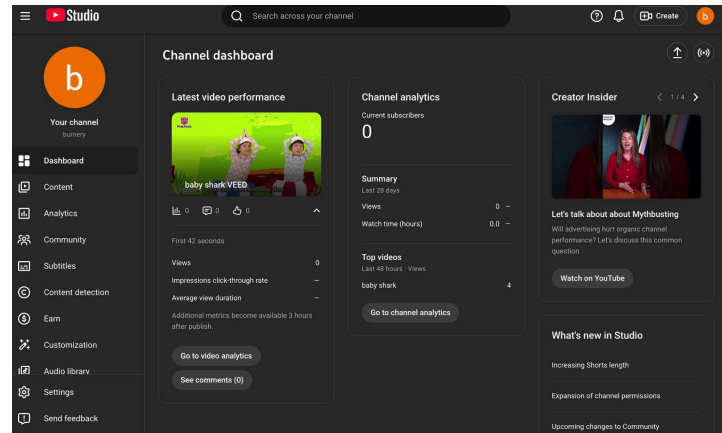 Studio
Search across your channel
Create
b
b
Your channel
burnery
Dashboard
Content
Analytics
Community
Subtitles
Content detection
Earn
Customization
Audio library
Settings
Send feedback
Channel dashboard
Latest video performance
baby shark VEED
0 0 0
First 42 seconds
Views 0
Impressions click-through rate —
Average view duration —
Additional metrics become available 3 hours
after publish.
Go to video analytics
See comments (0)
Channel analytics
Current subscribers
0
Summary
Last 28 days
Views 0 —
Watch time (hours) 0.0 —
Top videos
Last 48 hours · Views
baby shark 4
Go to channel analytics
Creator Insider
1 / 4
Let's talk about about Mythbusting
Will advertising hurt organic channel
performance? Let's discuss this common
question
Watch on YouTube
What's new in Studio
Increasing Shorts length
Expansion of channel permissions
Upcoming changes to Community